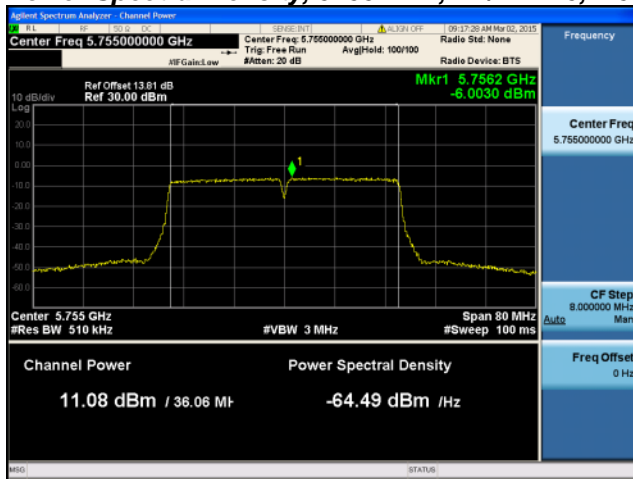 Agilent Spectrum Analyzer - Channel Power
RL RF 50 Ω DC SENSE:INT ALIGN OFF 09:17:28 AM Mar 02, 2015
Center Freq 5.755000000 GHz
Center Freq: 5.755000000 GHz Radio Std: None
Trig: Free Run Avg|Hold: 100/100
#IFGain:Low #Atten: 20 dB Radio Device: BTS
Frequency
Ref Offset 13.81 dB
Ref 30.00 dBm
Mkr1 5.7562 GHz
-6.0030 dBm
10 dB/div
Log
20.0
10.0
0.00
-10.0
-20.0
-30.0
-40.0
-50.0
-60.0
1
Center 5.755 GHz Span 80 MHz
#Res BW 510 kHz #VBW 3 MHz #Sweep 100 ms
Center Freq
5.755000000 GHz
CF Step
8.000000 MHz
Auto Man
Freq Offset
0 Hz
Channel Power Power Spectral Density
11.08 dBm / 36.06 MH -64.49 dBm /Hz
MSG STATUS